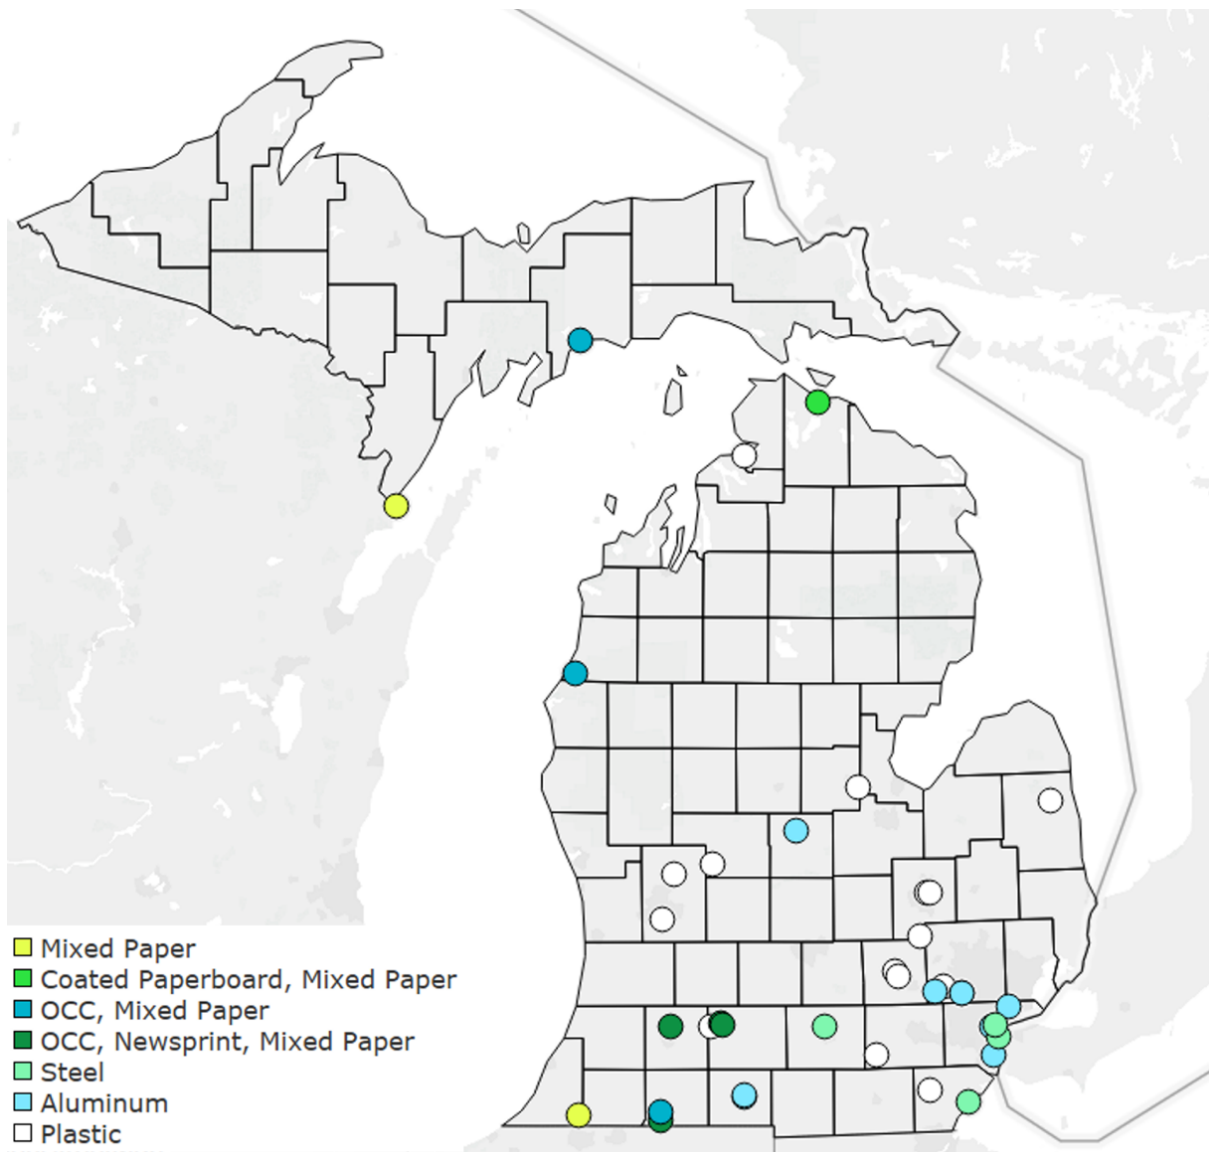 Mixed Paper
Coated Paperboard, Mixed Paper
OCC, Mixed Paper
OCC, Newsprint, Mixed Paper
Steel
Aluminum
Plastic